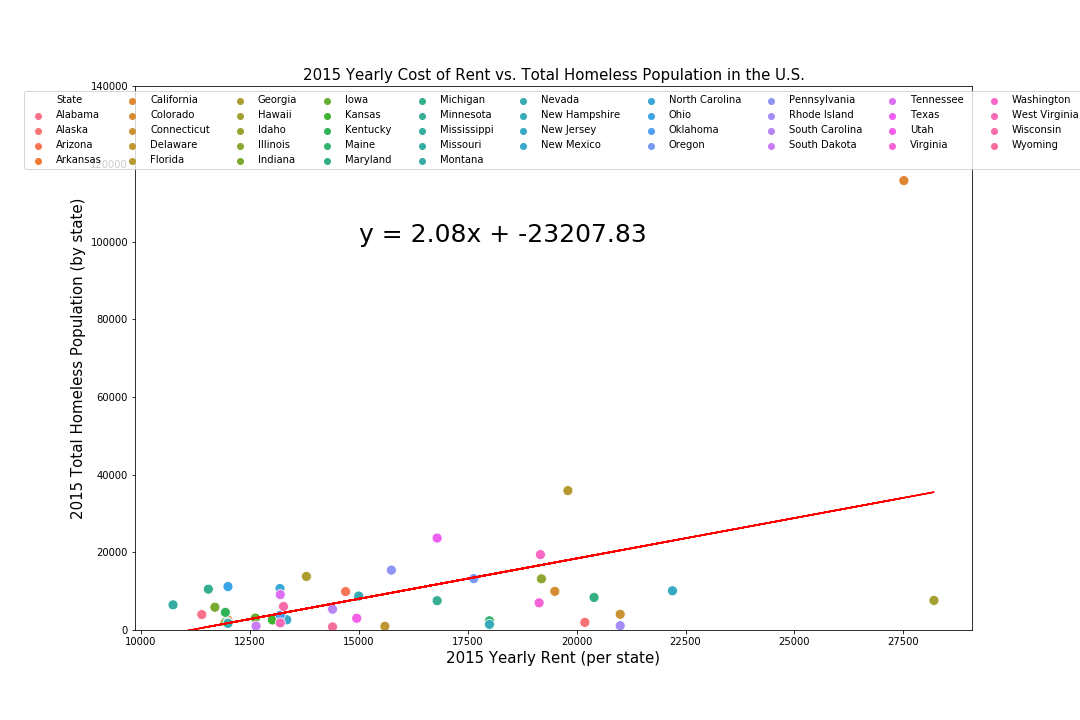 2015 Yearly Cost of Rent vs. Total Homeless Population in the U.S.
140000
State California Georgia Iowa Michigan Nevada North Carolina Pennsylvania Tennessee Washington
Alabama Colorado Hawaii Kansas Minnesota New Hampshire Ohio Rhode Island Texas West Virginia
Alaska Connecticut Idaho Kentucky Mississippi New Jersey Oklahoma South Carolina Utah Wisconsin
Arizona Delaware Illinois Maine Missouri New Mexico Oregon South Dakota Virginia Wyoming
Arkansas Florida Indiana Maryland Montana
120000
y = 2.08x + -23207.83
100000
80000
60000
40000
20000
0
2015 Total Homeless Population (by state)
10000 12500 15000 17500 20000 22500 25000 27500
2015 Yearly Rent (per state)